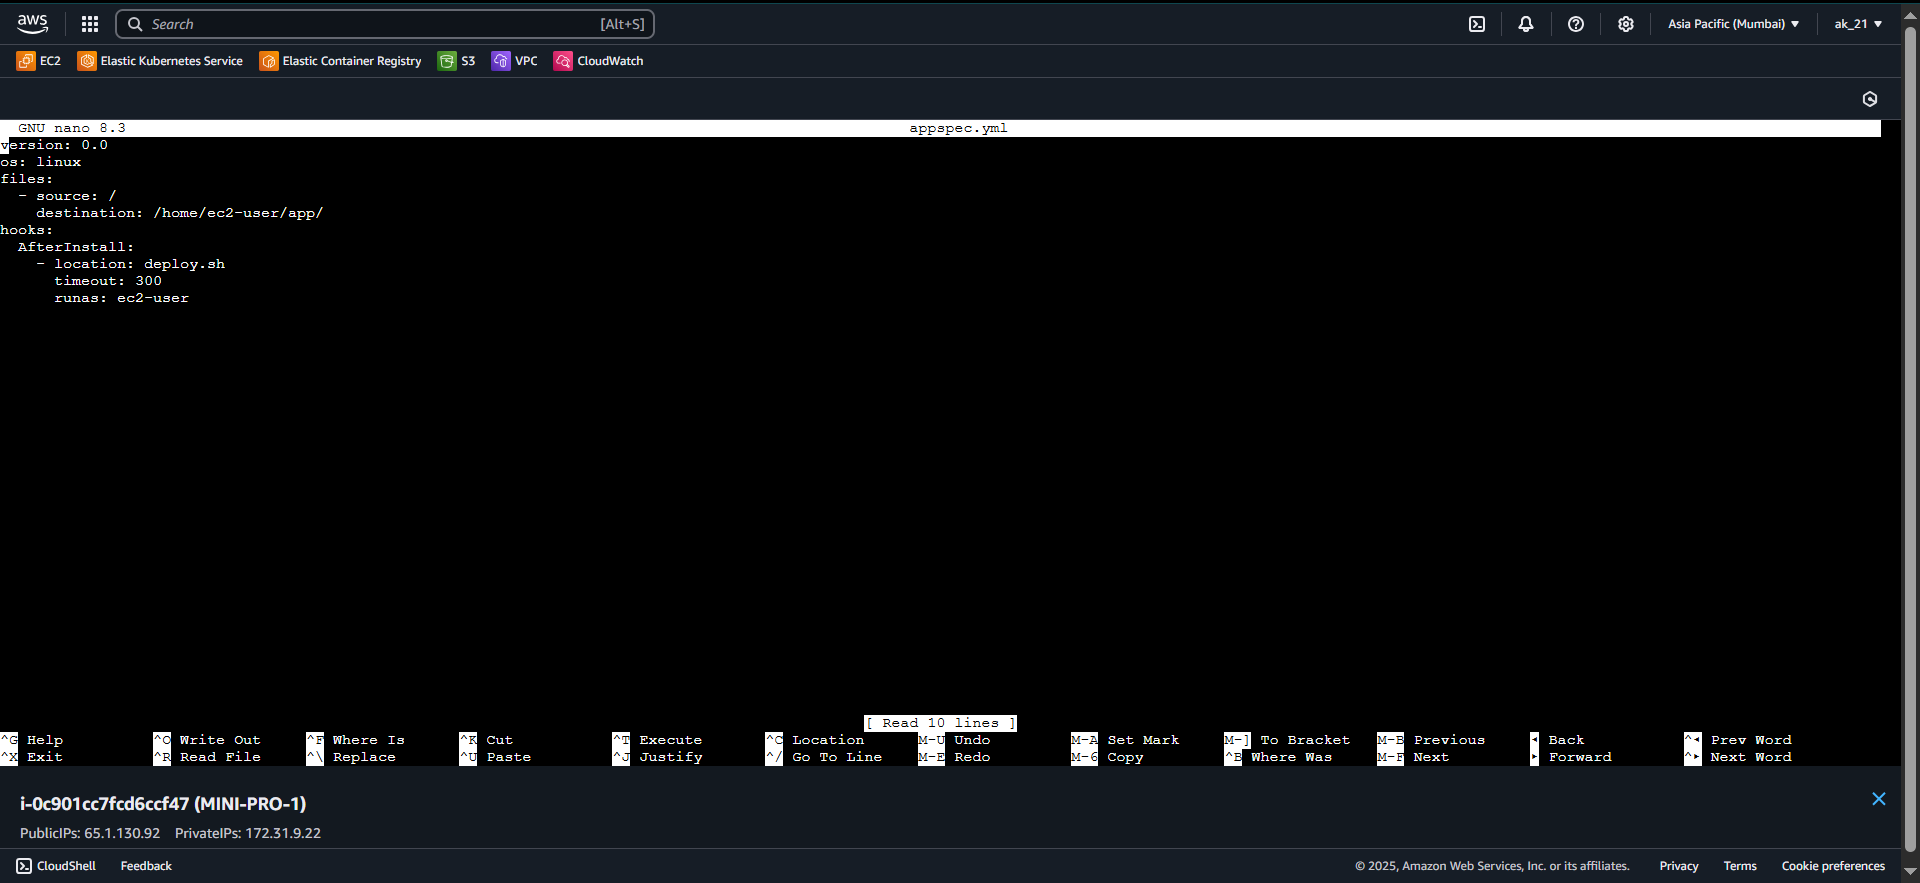 aws Search [Alt+S] Asia Pacific (Mumbai) ▼ ak_21 ▼
EC2 Elastic Kubernetes Service Elastic Container Registry S3 VPC CloudWatch
GNU nano 8.3 appspec.yml
version: 0.0
os: linux
files:
  - source: /
    destination: /home/ec2-user/app/
hooks:
  AfterInstall:
    - location: deploy.sh
      timeout: 300
      runas: ec2-user
[ Read 10 lines ]
^G Help ^O Write Out ^F Where Is ^K Cut ^T Execute ^C Location M-U Undo M-A Set Mark M-] To Bracket M-B Previous ◂ Back ^◂ Prev Word
^X Exit ^R Read File ^\ Replace ^U Paste ^J Justify ^/ Go To Line M-E Redo M-6 Copy ^B Where Was M-F Next ▸ Forward ^▸ Next Word
i-0c901cc7fcd6ccf47 (MINI-PRO-1)
PublicIPs: 65.1.130.92 PrivateIPs: 172.31.9.22
CloudShell Feedback © 2025, Amazon Web Services, Inc. or its affiliates. Privacy Terms Cookie preferences